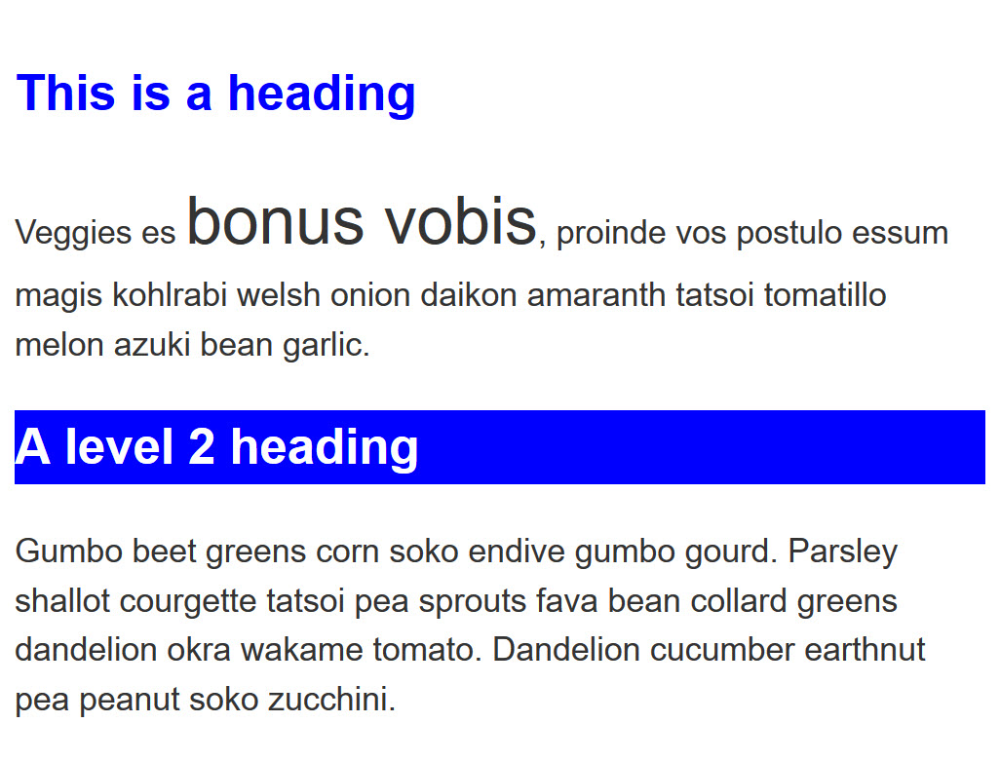 This is a heading
Veggies es bonus vobis, proinde vos postulo essum
magis kohlrabi welsh onion daikon amaranth tatsoi tomatillo
melon azuki bean garlic.
A level 2 heading
Gumbo beet greens corn soko endive gumbo gourd. Parsley
shallot courgette tatsoi pea sprouts fava bean collard greens
dandelion okra wakame tomato. Dandelion cucumber earthnut
pea peanut soko zucchini.